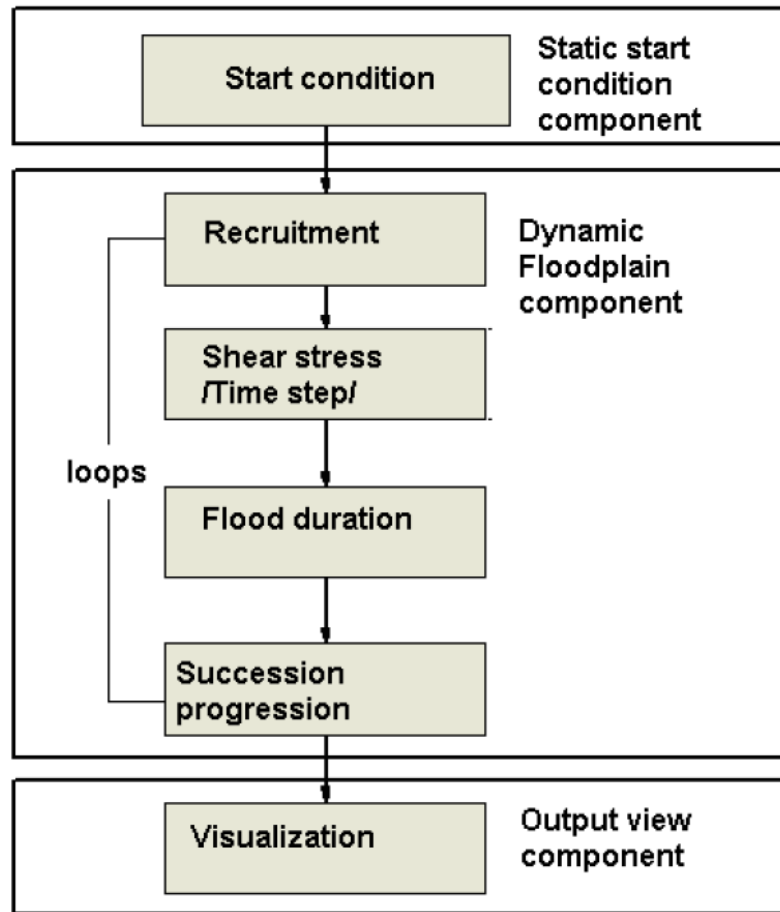 Start condition
Static start
condition
component
Recruitment
Dynamic
Floodplain
component
Shear stress
/Time step/
loops
Flood duration
Succession
progression
Visualization
Output view
component